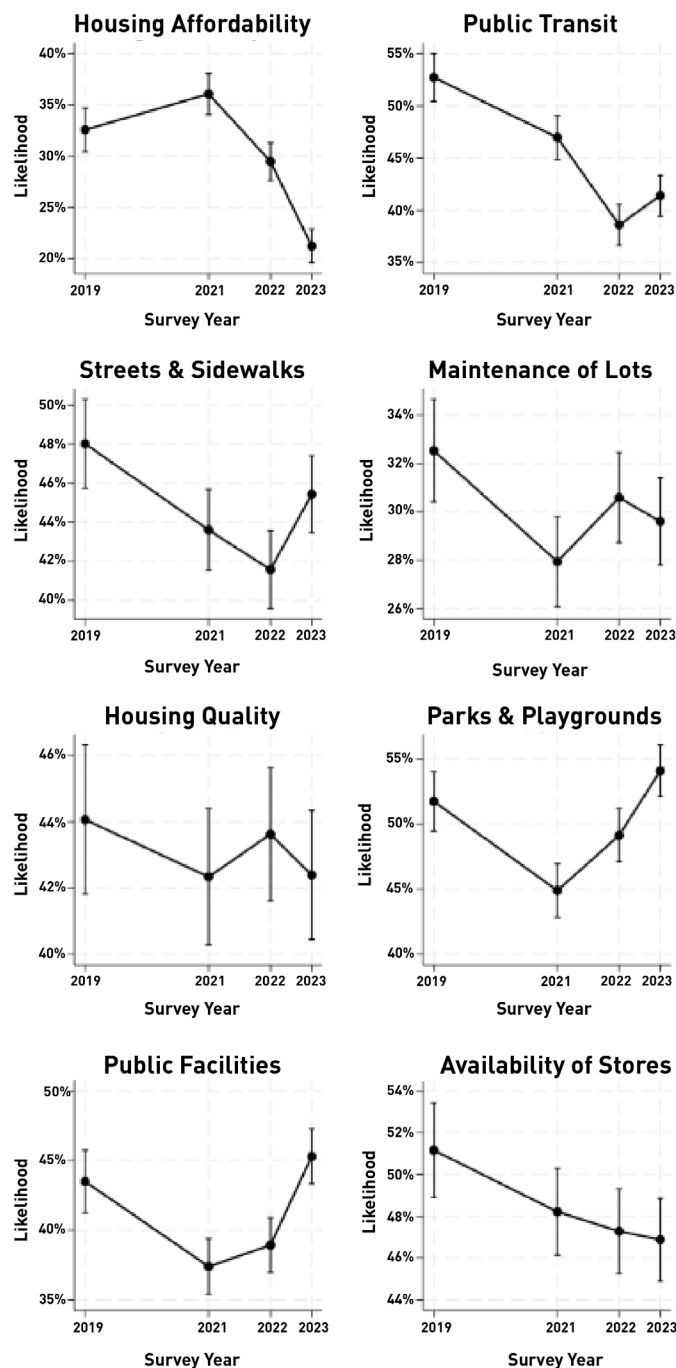 Housing Affordability
40%
35%
30%
25%
20%
Likelihood
2019 2021 2022 2023
Survey Year
Public Transit
55%
50%
45%
40%
35%
Likelihood
2019 2021 2022 2023
Survey Year
Streets & Sidewalks
50%
48%
46%
44%
42%
40%
Likelihood
2019 2021 2022 2023
Survey Year
Maintenance of Lots
34%
32%
30%
28%
26%
Likelihood
2019 2021 2022 2023
Survey Year
Housing Quality
46%
44%
42%
40%
Likelihood
2019 2021 2022 2023
Survey Year
Parks & Playgrounds
55%
50%
45%
40%
Likelihood
2019 2021 2022 2023
Survey Year
Public Facilities
50%
45%
40%
35%
Likelihood
2019 2021 2022 2023
Survey Year
Availability of Stores
54%
52%
50%
48%
46%
44%
Likelihood
2019 2021 2022 2023
Survey Year